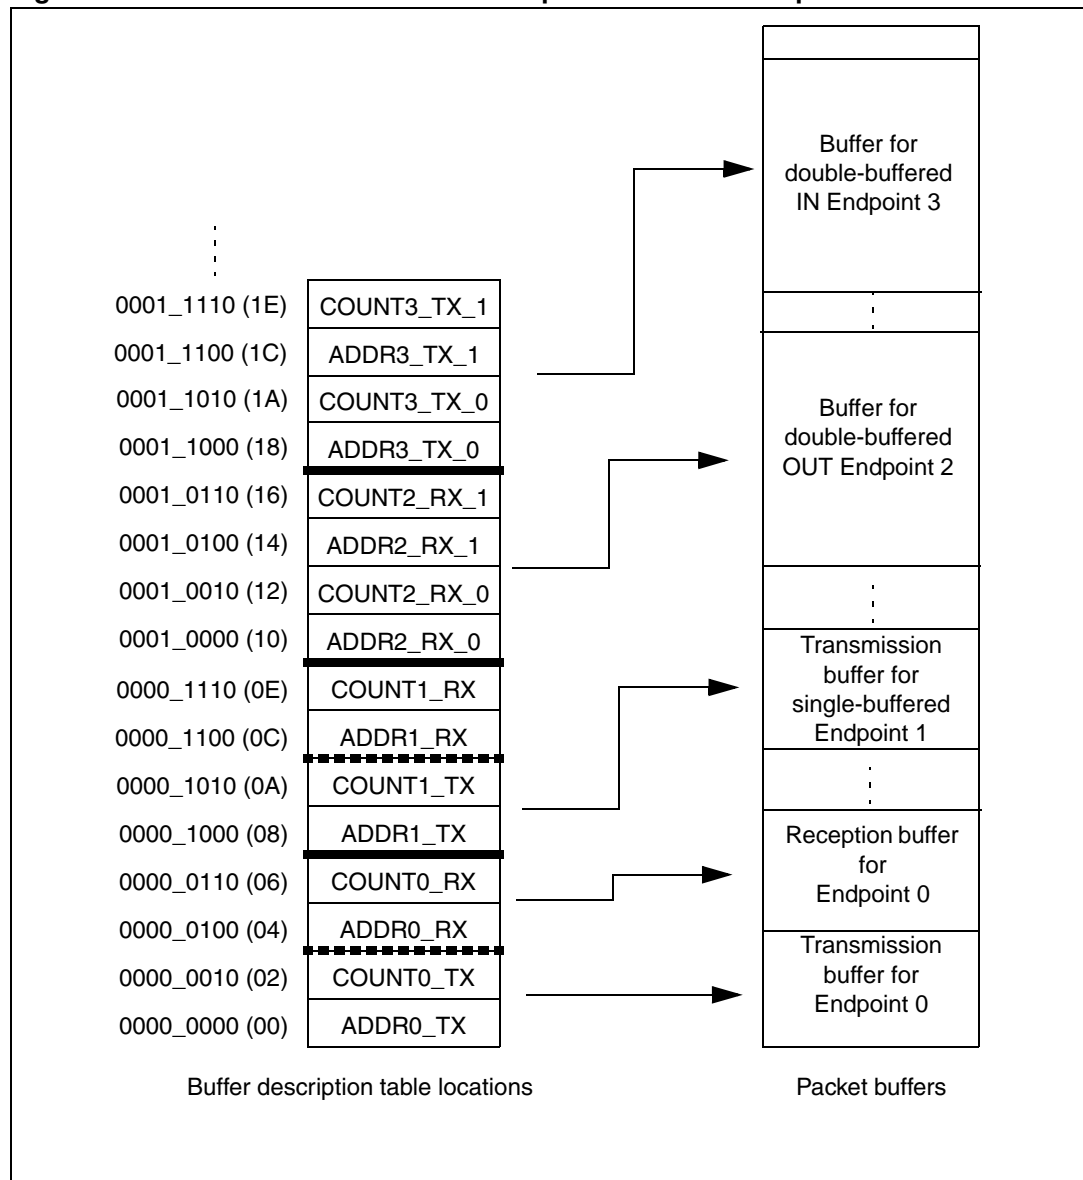 Buffer for
double-buffered
IN Endpoint 3
0001_1110 (1E) COUNT3_TX_1
0001_1100 (1C) ADDR3_TX_1
0001_1010 (1A) COUNT3_TX_0
0001_1000 (18) ADDR3_TX_0
Buffer for
double-buffered
OUT Endpoint 2
0001_0110 (16) COUNT2_RX_1
0001_0100 (14) ADDR2_RX_1
0001_0010 (12) COUNT2_RX_0
0001_0000 (10) ADDR2_RX_0
Transmission
buffer for
single-buffered
Endpoint 1
0000_1110 (0E) COUNT1_RX
0000_1100 (0C) ADDR1_RX
0000_1010 (0A) COUNT1_TX
0000_1000 (08) ADDR1_TX
Reception buffer
for
Endpoint 0
0000_0110 (06) COUNT0_RX
0000_0100 (04) ADDR0_RX
Transmission
buffer for
Endpoint 0
0000_0010 (02) COUNT0_TX
0000_0000 (00) ADDR0_TX
Buffer description table locations
Packet buffers